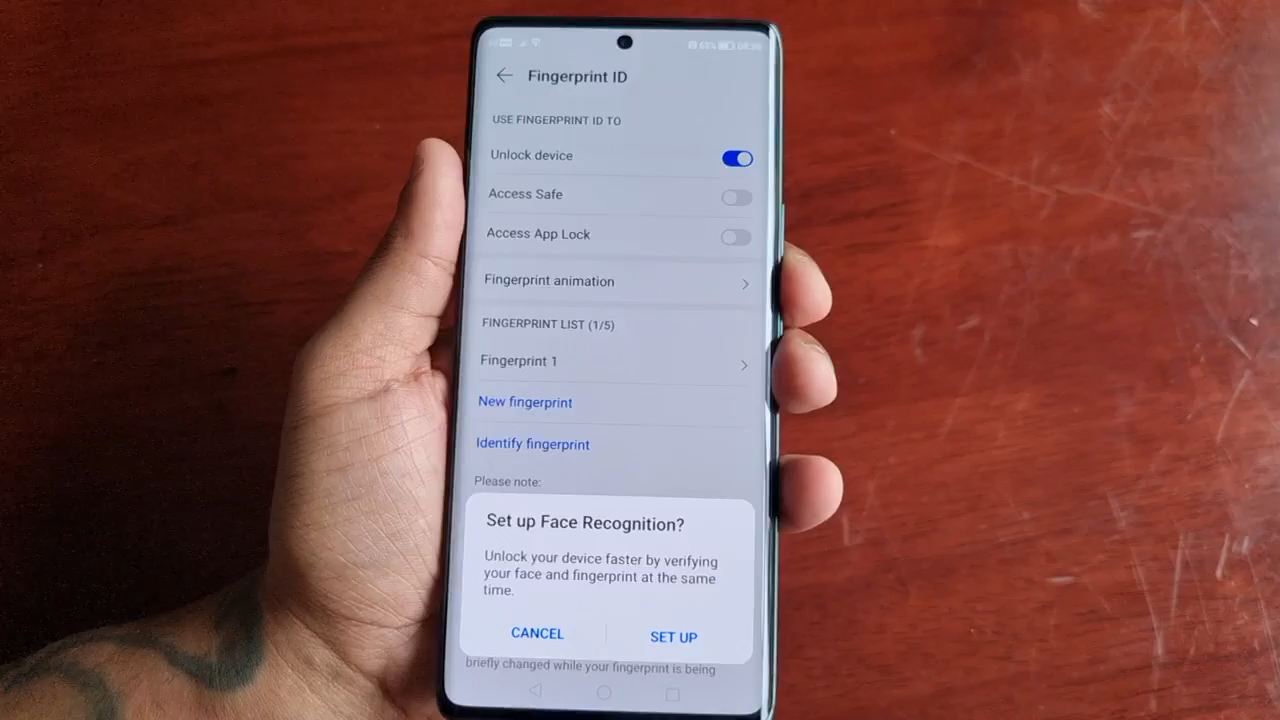 Fingerprint ID
USE FINGERPRINT ID TO
Unlock device
Access Safe
Access App Lock
Fingerprint animation
FINGERPRINT LIST (1/5)
Fingerprint 1
New fingerprint
Identify fingerprint
Please note:
Set up Face Recognition?
Unlock your device faster by verifying
your face and fingerprint at the same
time.
CANCEL SET UP
briefly changed while your fingerprint is being